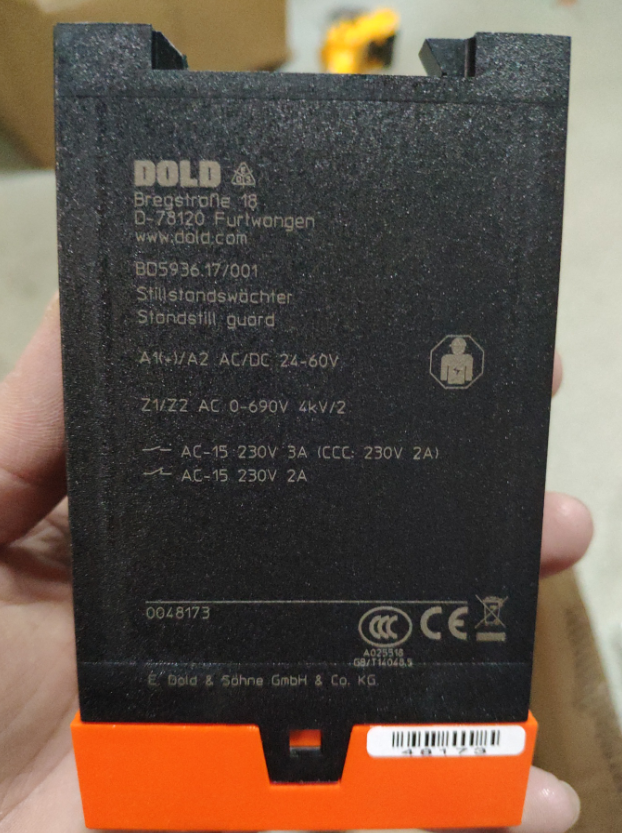 DOLD
Bregstraße 18
D-78120 Furtwangen
www.dold.com
BD5936.17/001
Stillstandswächter
Standstill guard
A1(+)/A2 AC/DC 24-60V
Z1/Z2 AC 0-690V 4kV/2
AC-15 230V 3A (CCC: 230V 2A)
AC-15 230V 2A
0048173
CCC CE
A025518
GB/T14048.5
E. Dold & Söhne GmbH & Co. KG
48173